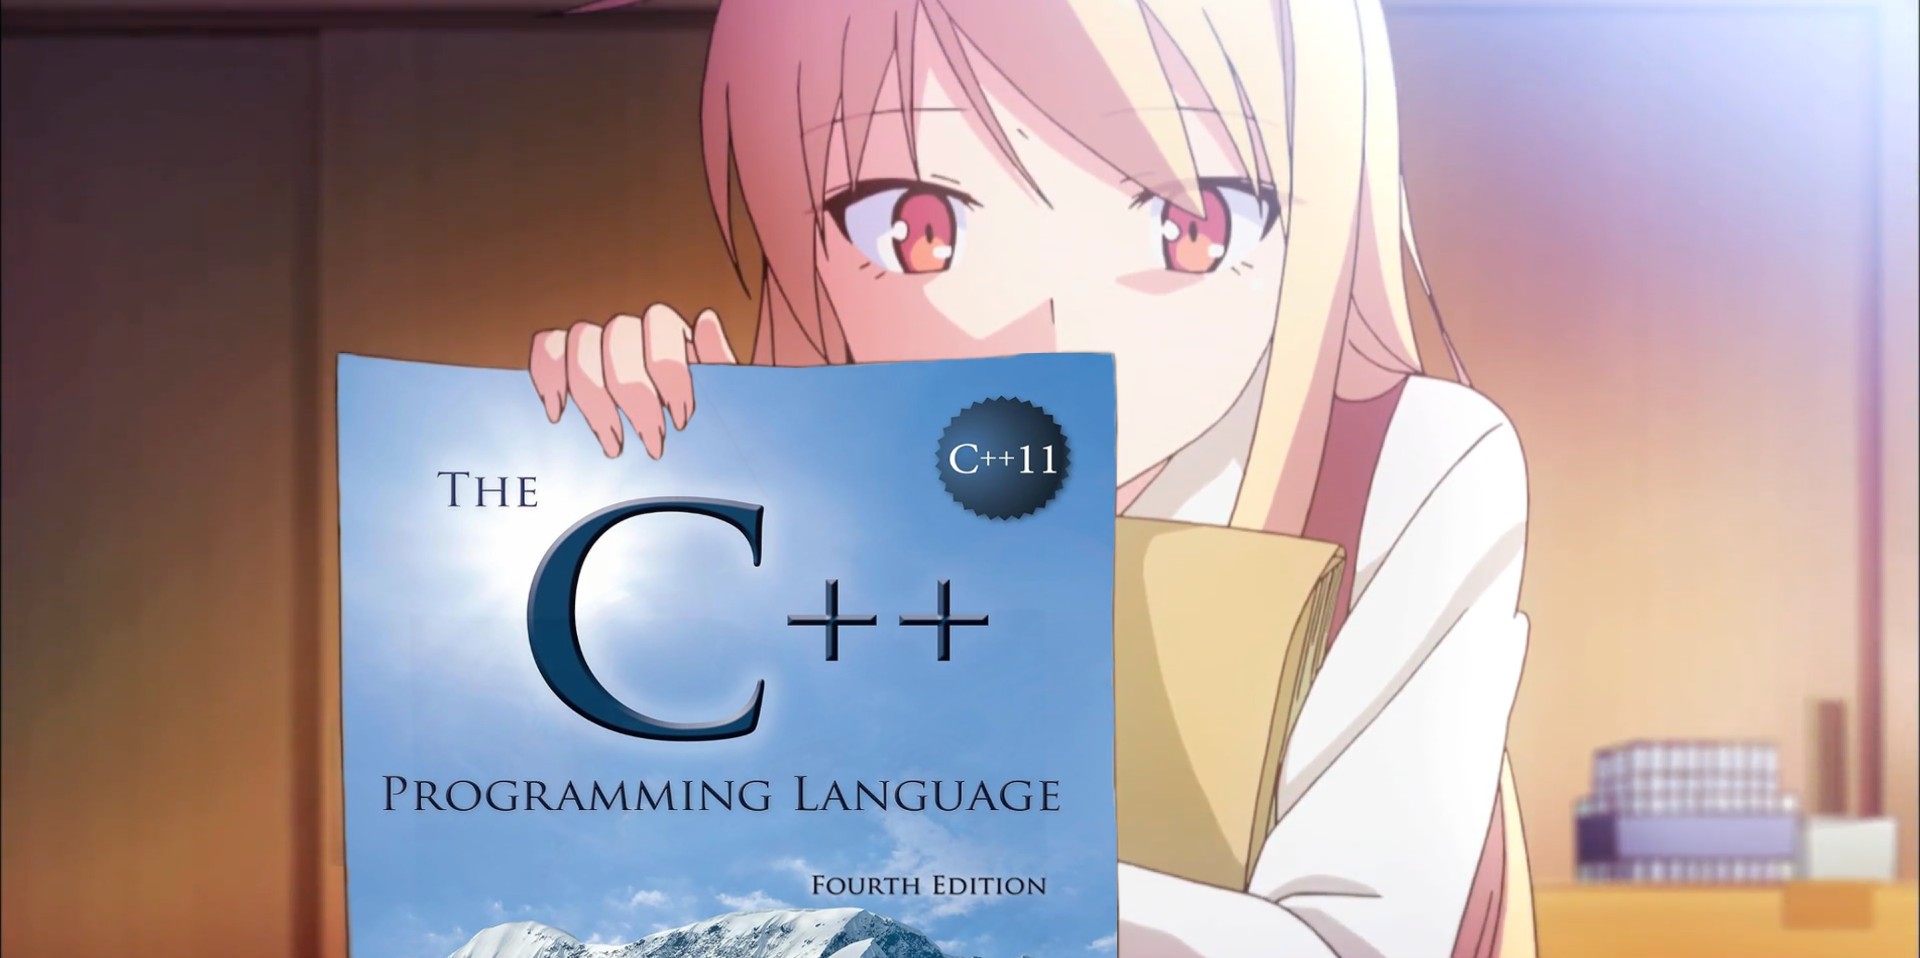 C++11
THE
C++
PROGRAMMING LANGUAGE
FOURTH EDITION